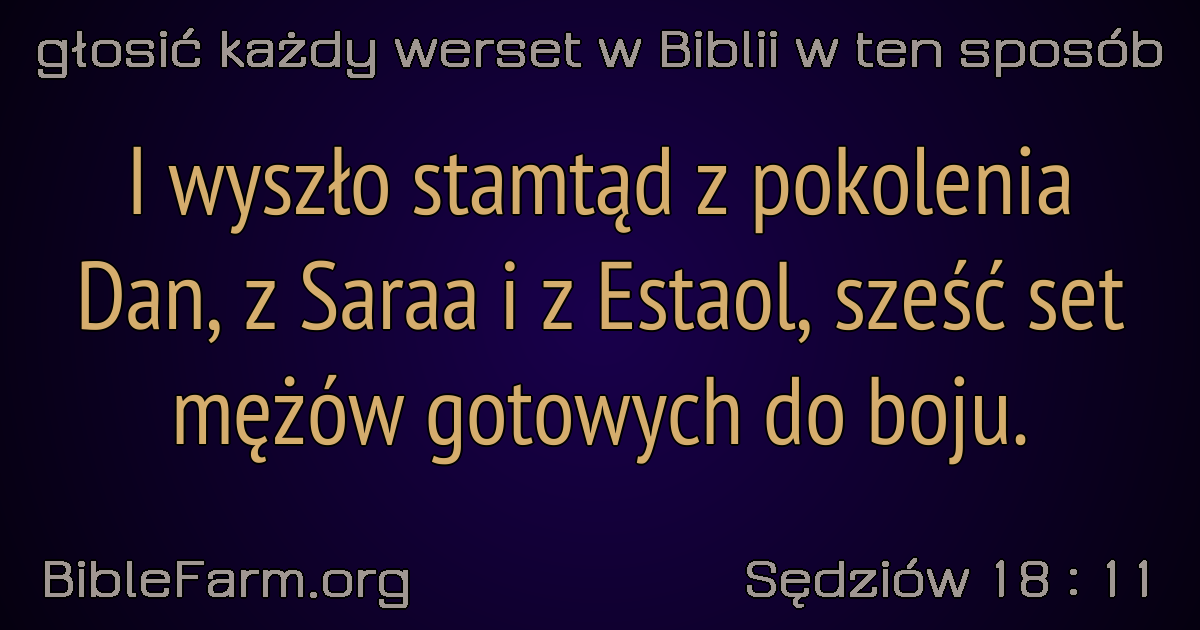 głosić każdy werset w Biblii w ten sposób
I wyszło stamtąd z pokolenia
Dan, z Saraa i z Estaol, sześć set
mężów gotowych do boju.
BibleFarm.org
Sędziów 18 : 11